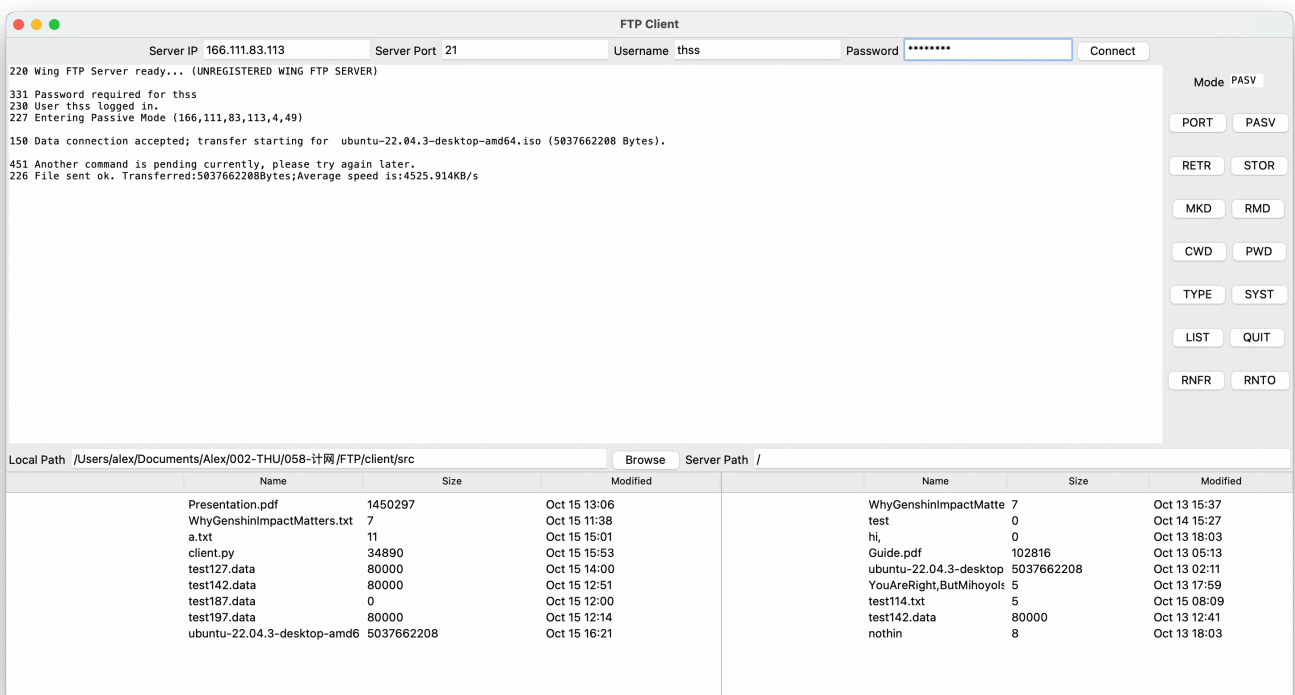 FTP Client
Server IP 166.111.83.113 Server Port 21 Username thss Password ******** Connect
220 Wing FTP Server ready... (UNREGISTERED WING FTP SERVER)
Mode PASV
331 Password required for thss
230 User thss logged in.
227 Entering Passive Mode (166,111,83,113,4,49)
PORT PASV
150 Data connection accepted; transfer starting for  ubuntu-22.04.3-desktop-amd64.iso (5037662208 Bytes).
451 Another command is pending currently, please try again later.
RETR STOR
226 File sent ok. Transferred:5037662208Bytes;Average speed is:4525.914KB/s
MKD RMD
CWD PWD
TYPE SYST
LIST QUIT
RNFR RNTO
Local Path /Users/alex/Documents/Alex/002-THU/058-计网/FTP/client/src Browse Server Path /
Name Size Modified Name Size Modified
Presentation.pdf 1450297 Oct 15 13:06 WhyGenshinImpactMatte 7 Oct 13 15:37
WhyGenshinImpactMatters.txt 7 Oct 15 11:38 test 0 Oct 14 15:27
a.txt 11 Oct 15 15:01 hi, 0 Oct 13 18:03
client.py 34890 Oct 15 15:53 Guide.pdf 102816 Oct 13 05:13
test127.data 80000 Oct 15 14:00 ubuntu-22.04.3-desktop 5037662208 Oct 13 02:11
test142.data 80000 Oct 15 12:51 YouAreRight,ButMihoyoIs 5 Oct 13 17:59
test187.data 0 Oct 15 12:00 test114.txt 5 Oct 15 08:09
test197.data 80000 Oct 15 12:14 test142.data 80000 Oct 13 12:41
ubuntu-22.04.3-desktop-amd6 5037662208 Oct 15 16:21 nothin 8 Oct 13 18:03